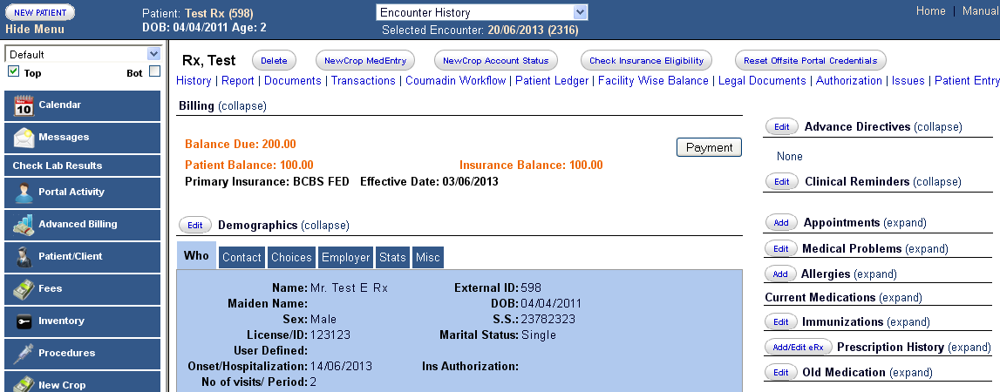 NEW PATIENT
Hide Menu
Patient: Test Rx (598)
DOB: 04/04/2011 Age: 2
Encounter History
Selected Encounter: 20/06/2013 (2316)
Home | Manual
Default
Top Bot
Nov 10 Calendar
Messages
Check Lab Results
Portal Activity
Advanced Billing
Patient/Client
Fees
Inventory
Procedures
New Crop
Rx, Test Delete NewCrop MedEntry NewCrop Account Status Check Insurance Eligibility Reset Offsite Portal Credentials
History | Report | Documents | Transactions | Coumadin Workflow | Patient Ledger | Facility Wise Balance | Legal Documents | Authorization | Issues | Patient Entry
Billing (collapse)
Balance Due: 200.00
Payment
Patient Balance: 100.00 Insurance Balance: 100.00
Primary Insurance: BCBS FED Effective Date: 03/06/2013
Edit Demographics (collapse)
Who Contact Choices Employer Stats Misc
Name: Mr. Test E Rx External ID: 598
Maiden Name: DOB: 04/04/2011
Sex: Male S.S.: 23782323
License/ID: 123123 Marital Status: Single
User Defined:
Onset/Hospitalization: 14/06/2013 Ins Authorization:
No of visits/ Period: 2
Edit Advance Directives (collapse)
None
Edit Clinical Reminders (collapse)
Add Appointments (expand)
Edit Medical Problems (expand)
Add Allergies (expand)
Current Medications (expand)
Edit Immunizations (expand)
Add/Edit eRx Prescription History (expand)
Edit Old Medication (expand)